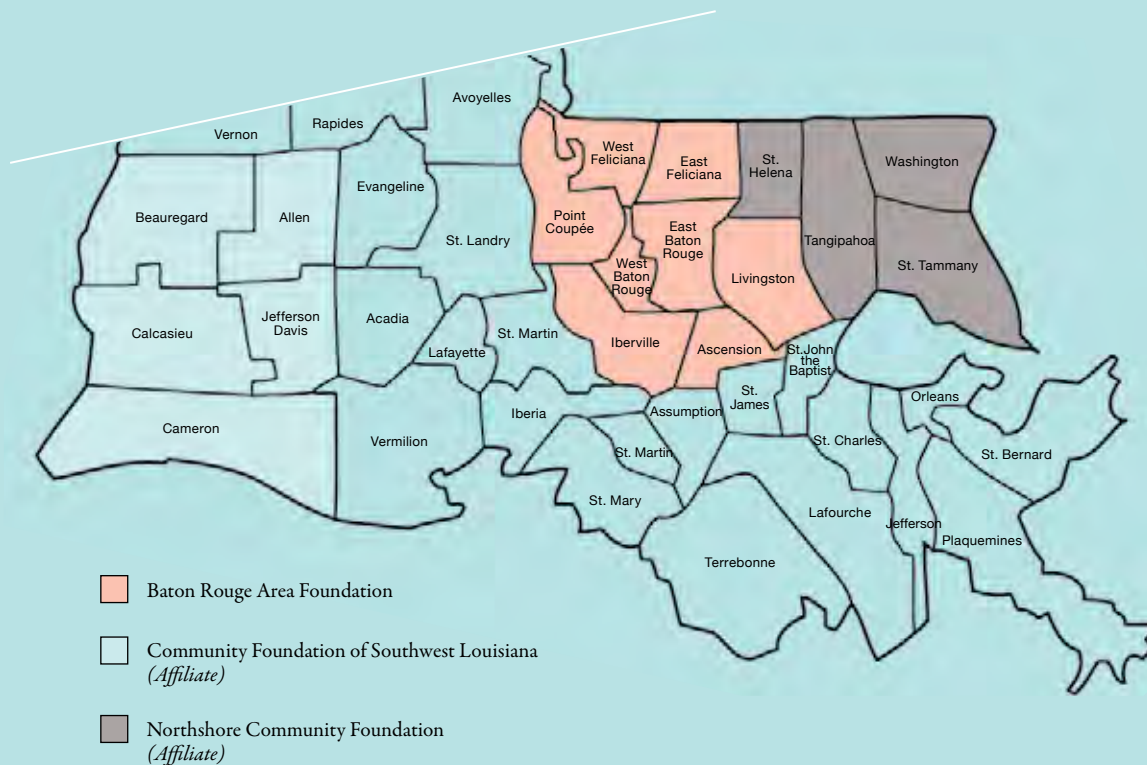 Avoyelles
Rapides
Vernon
West
Feliciana
East
Feliciana
St.
Helena
Washington
Evangeline
Beauregard
Allen
Point
Coupée
East
Baton
Rouge
St. Landry
Tangipahoa
St. Tammany
West
Baton
Rouge
Livingston
Jefferson
Davis
Acadia
Calcasieu
St. Martin
Lafayette
Iberville
Ascension
St.John
the
Baptist
St.
James
Orleans
Iberia
Assumption
Cameron
Vermilion
St. Charles
St. Martin
St. Bernard
St. Mary
Lafourche
Jefferson
Plaquemines
Terrebonne
Baton Rouge Area Foundation
Community Foundation of Southwest Louisiana
(Affiliate)
Northshore Community Foundation
(Affiliate)